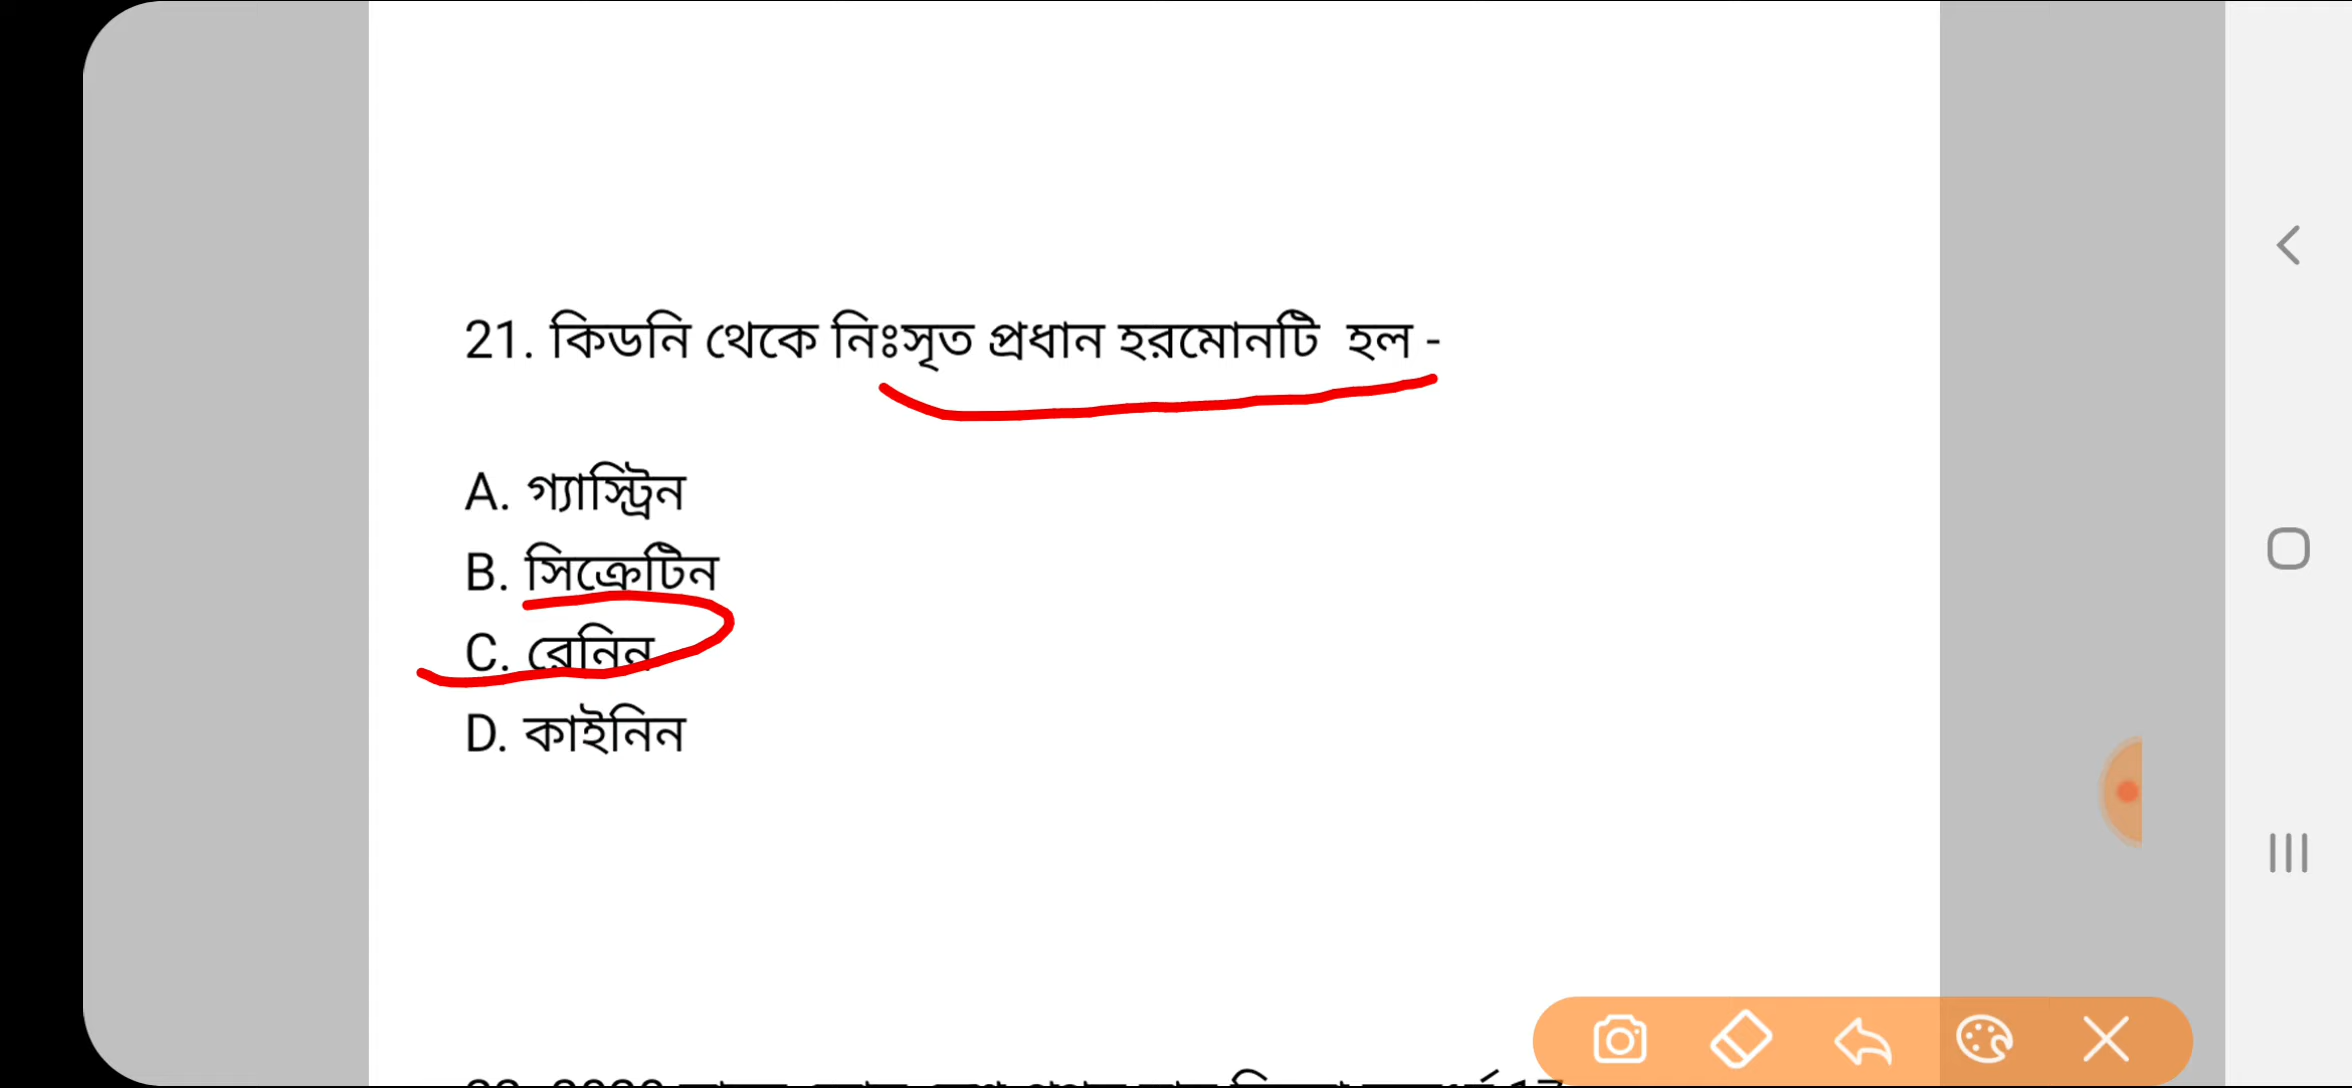 21. কিডনি থেকে নিঃসৃত প্রধান হরমোনটি হল -
A. গ্যাস্ট্রিন
B. সিক্রেটিন
C. রেনিন
D. কাইনিন